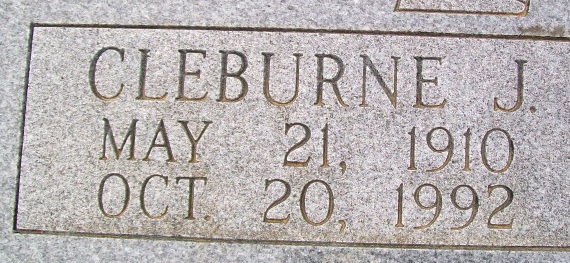 CLEBURNE J.
MAY 21, 1910
OCT. 20, 1992